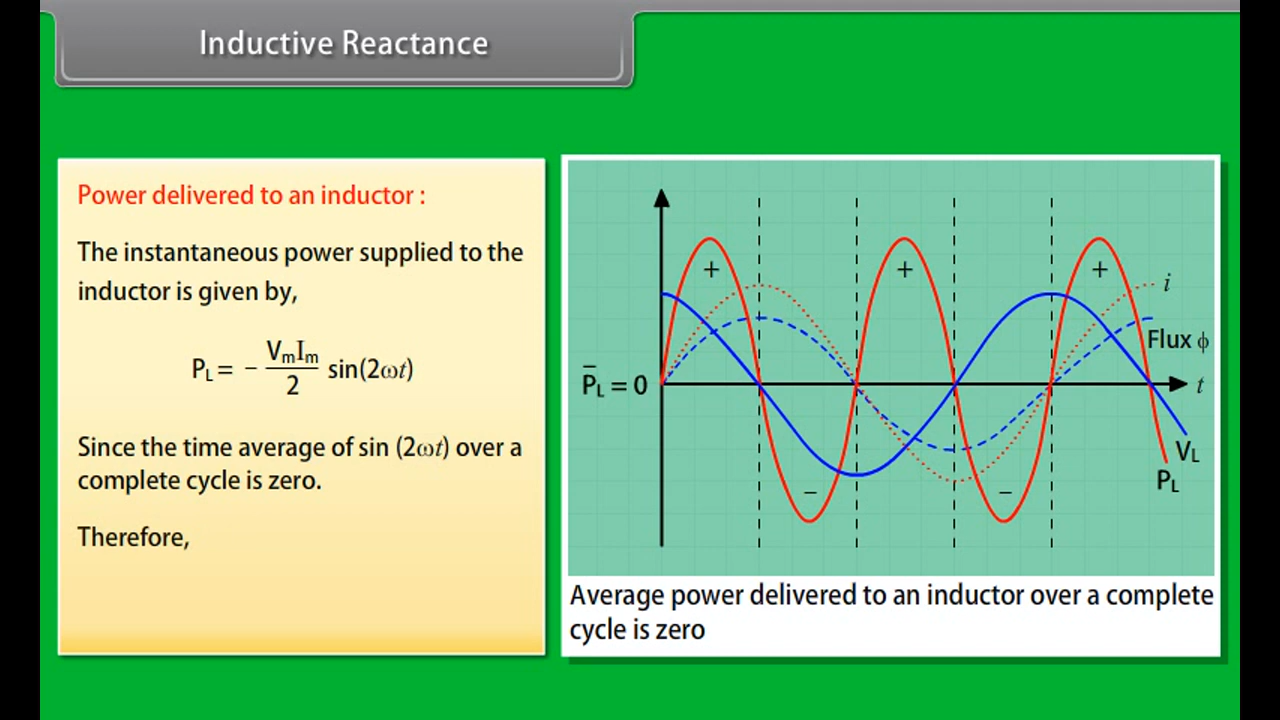 Inductive Reactance
Power delivered to an inductor :
The instantaneous power supplied to the
inductor is given by,
P_L = − V_mI_m/2 sin(2ωt)
Since the time average of sin (2ωt) over a
complete cycle is zero.
Therefore,
+ + +
i
Flux ϕ
P̄_L = 0
t
V_L
P_L
− −
Average power delivered to an inductor over a complete
cycle is zero